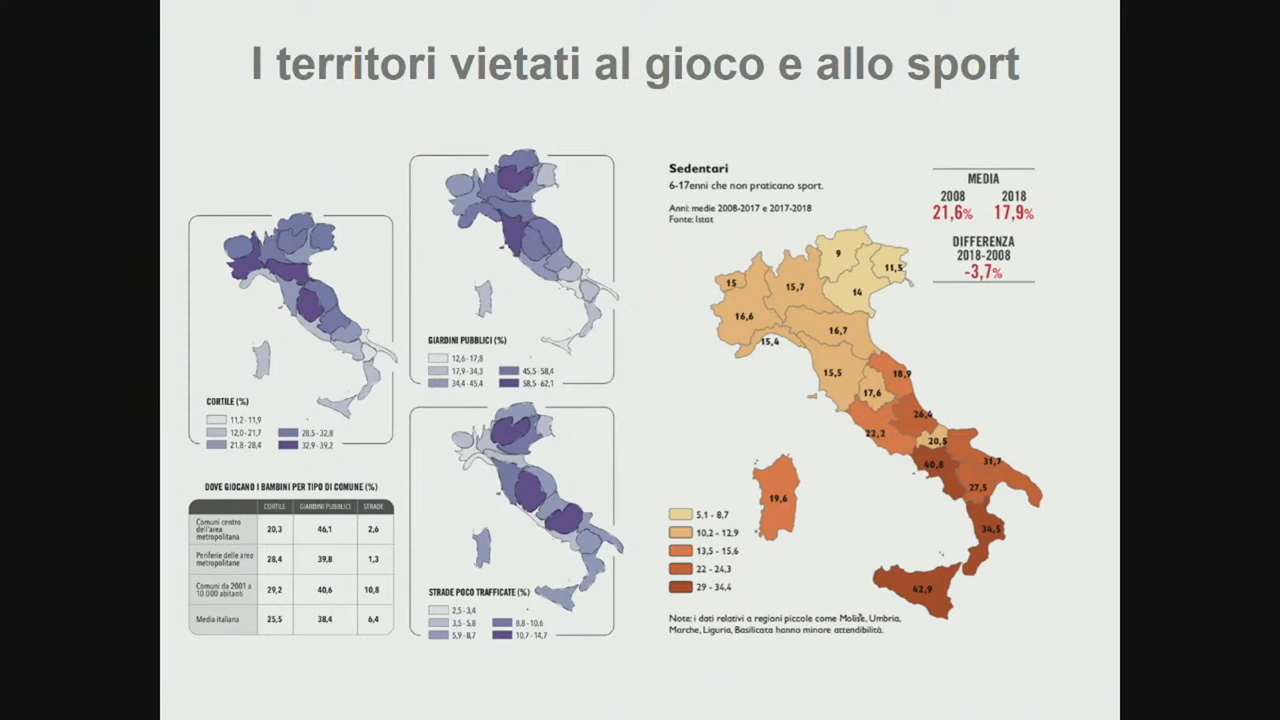 I territori vietati al gioco e allo sport
CORTILE (%)
11,2 - 11,9
12,0 - 21,7
21,8 - 28,4
28,5 - 32,8
32,9 - 39,2
GIARDINI PUBBLICI (%)
12,6 - 17,8
17,9 - 34,3
34,4 - 45,4
45,5 - 58,4
58,5 - 62,1
STRADE POCO TRAFFICATE (%)
2,5 - 3,4
3,5 - 5,8
5,9 - 8,7
8,8 - 10,6
10,7 - 14,7
DOVE GIOCANO I BAMBINI PER TIPO DI COMUNE (%)
CORTILE GIARDINI PUBBLICI STRADE
Comuni centro
dell'area
metropolitana
20,3 46,1 2,6
Periferie delle aree
metropolitane
28,4 39,8 1,3
Comuni da 2001 a
10.000 abitanti
29,2 40,6 10,8
Media italiana 25,5 38,4 6,4
Sedentari
6-17enni che non praticano sport.
Anni: medie 2008-2017 e 2017-2018
Fonte: Istat
MEDIA
2008 2018
21,6% 17,9%
DIFFERENZA
2018-2008
-3,7%
9
11,5
15
15,7
14
16,6
16,7
15,4
15,5
18,9
17,6
26,4
22,2
20,5
40,8
31,7
27,5
19,6
34,5
42,9
5,1 - 8,7
10,2 - 12,9
13,5 - 15,6
22 - 24,3
29 - 34,4
Note: i dati relativi a regioni piccole come Molise, Umbria,
Marche, Liguria, Basilicata hanno minore attendibilità.